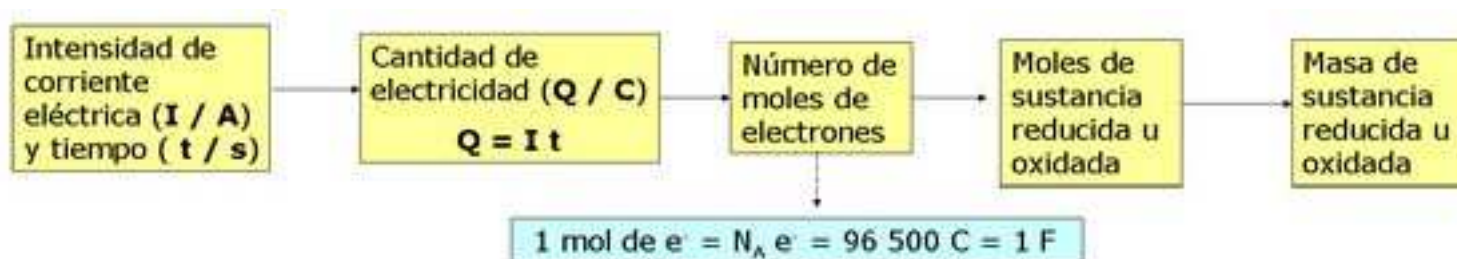 Intensidad de
corriente
eléctrica (I / A)
y tiempo ( t / s)
Cantidad de
electricidad (Q / C)
Q = I t
Número de
moles de
electrones
Moles de
sustancia
reducida u
oxidada
Masa de
sustancia
reducida u
oxidada
1 mol de e⁻ = N_A e⁻ = 96 500 C = 1 F